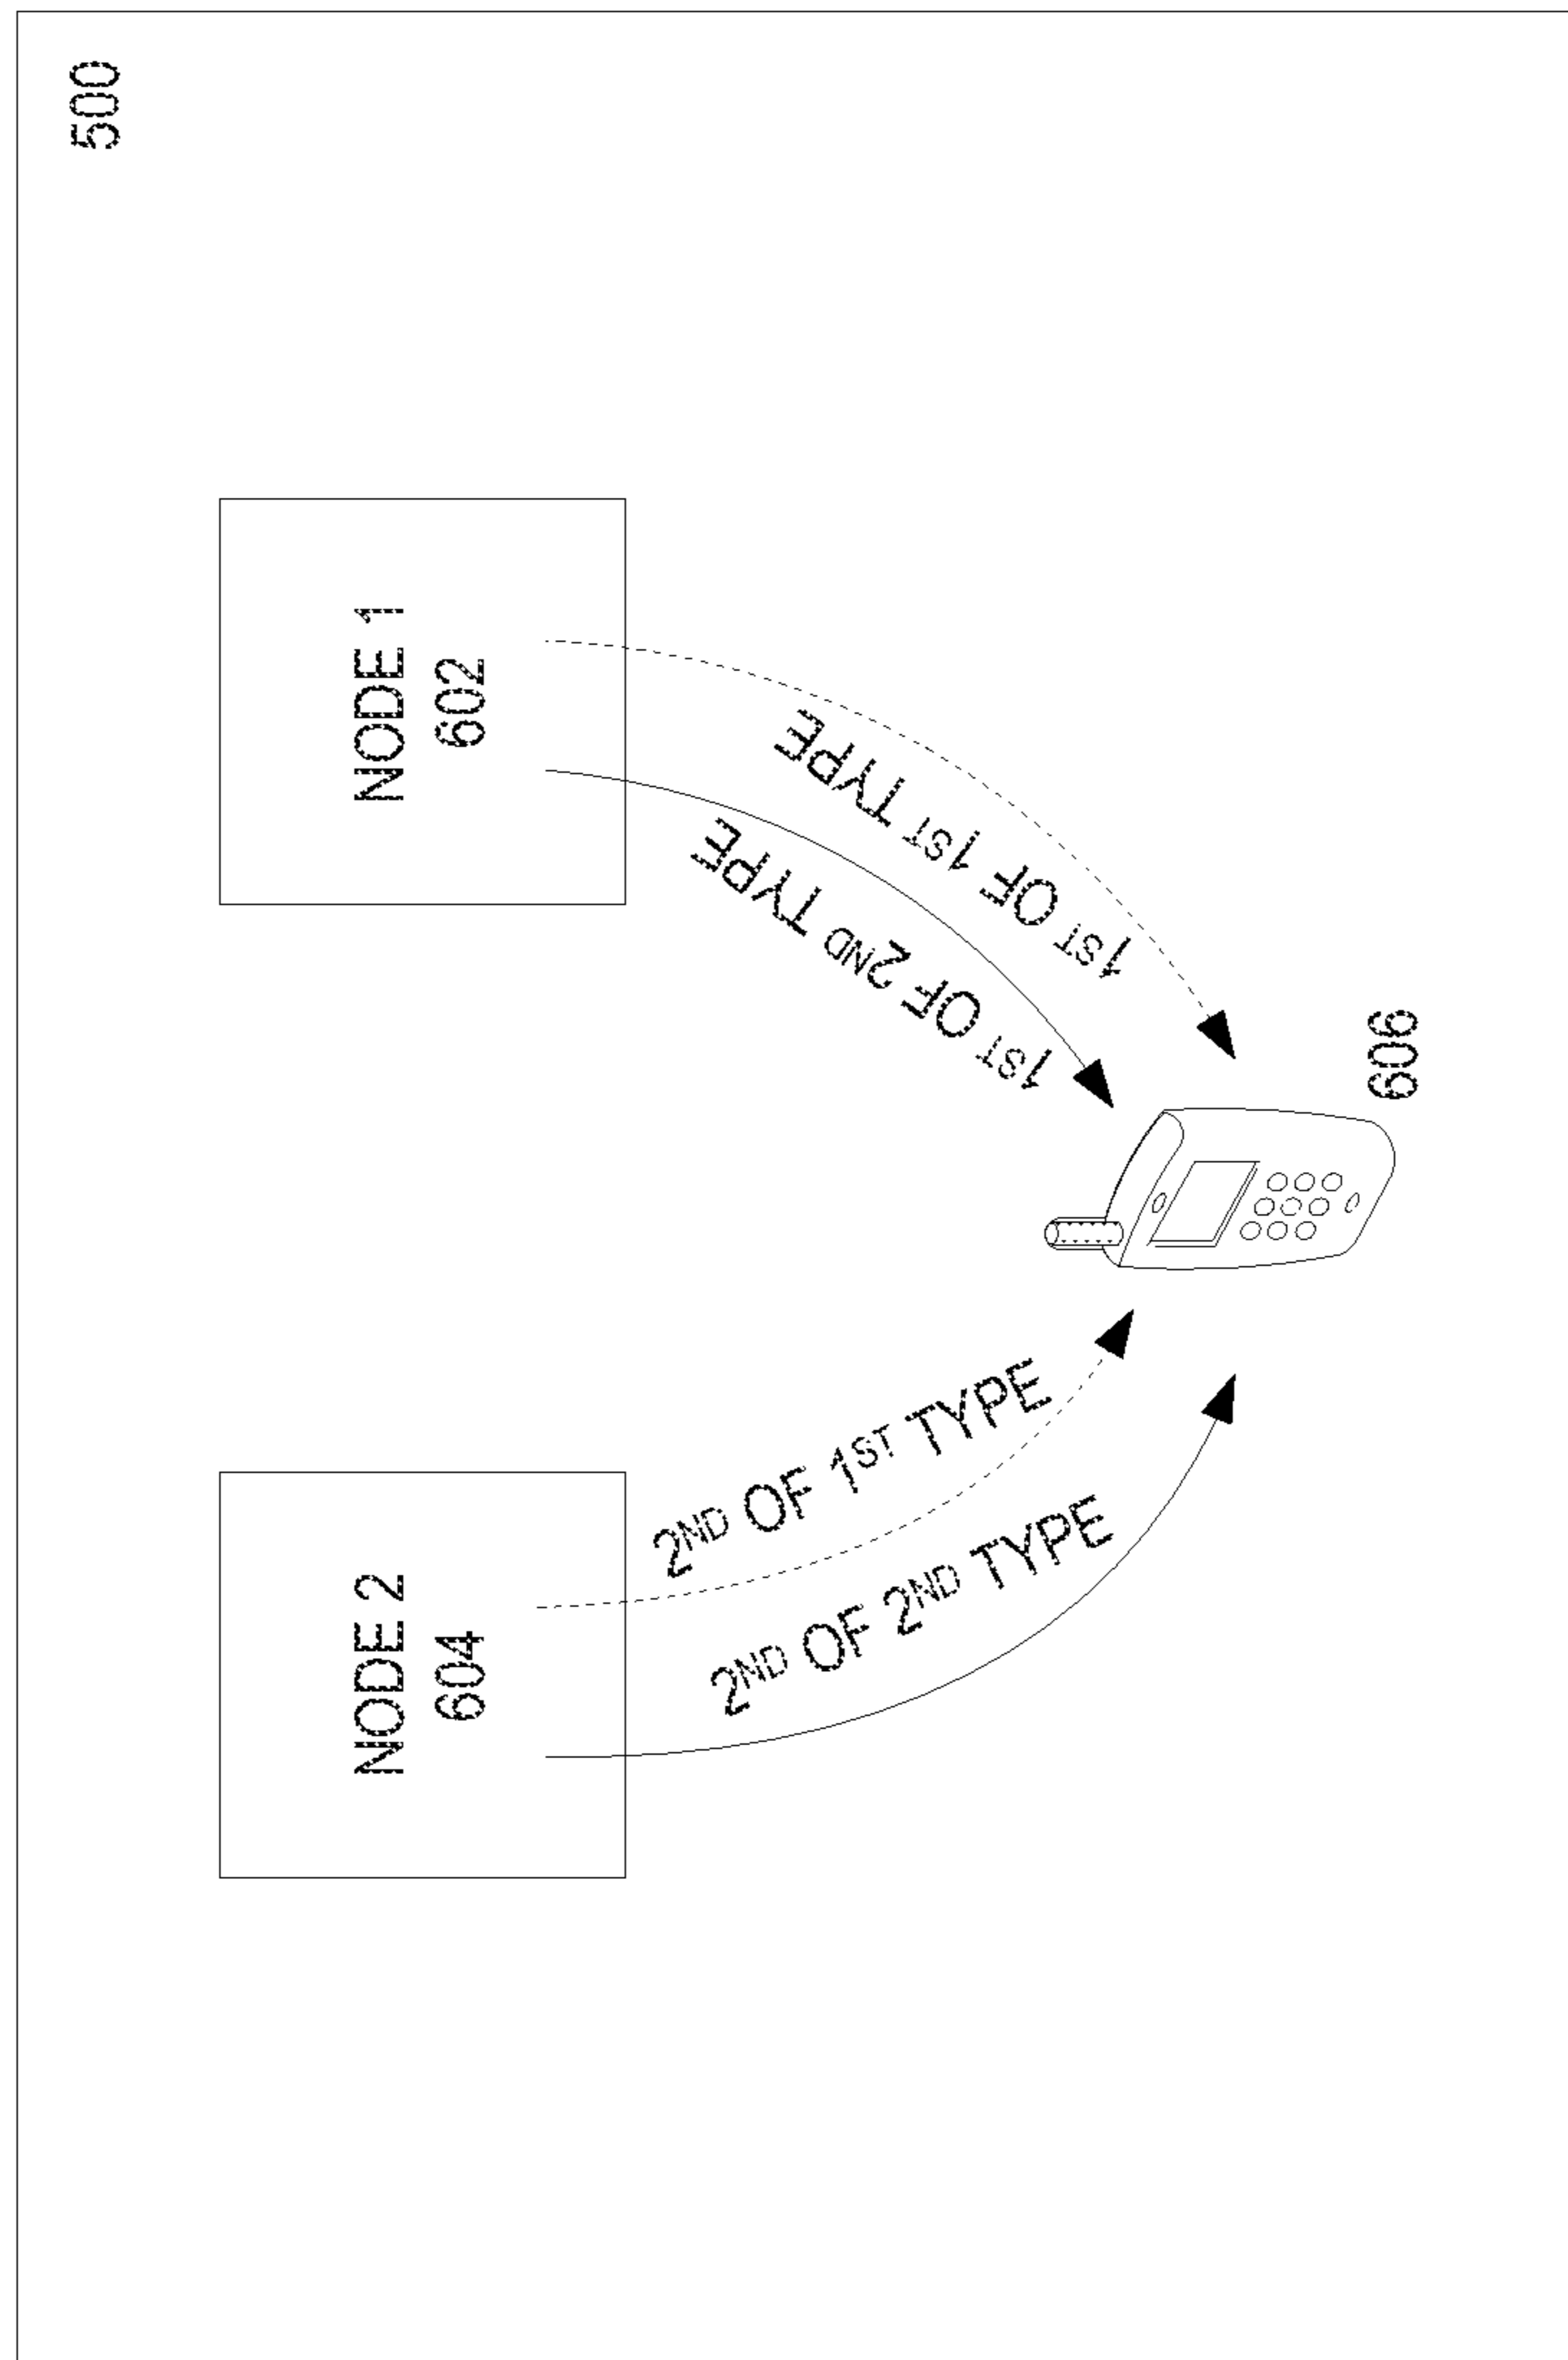 500
NODE 2
604
NODE 1
602
2ND OF 1ST TYPE
2ND OF 2ND TYPE
1ST OF 2ND TYPE
1ST OF 1ST TYPE
606